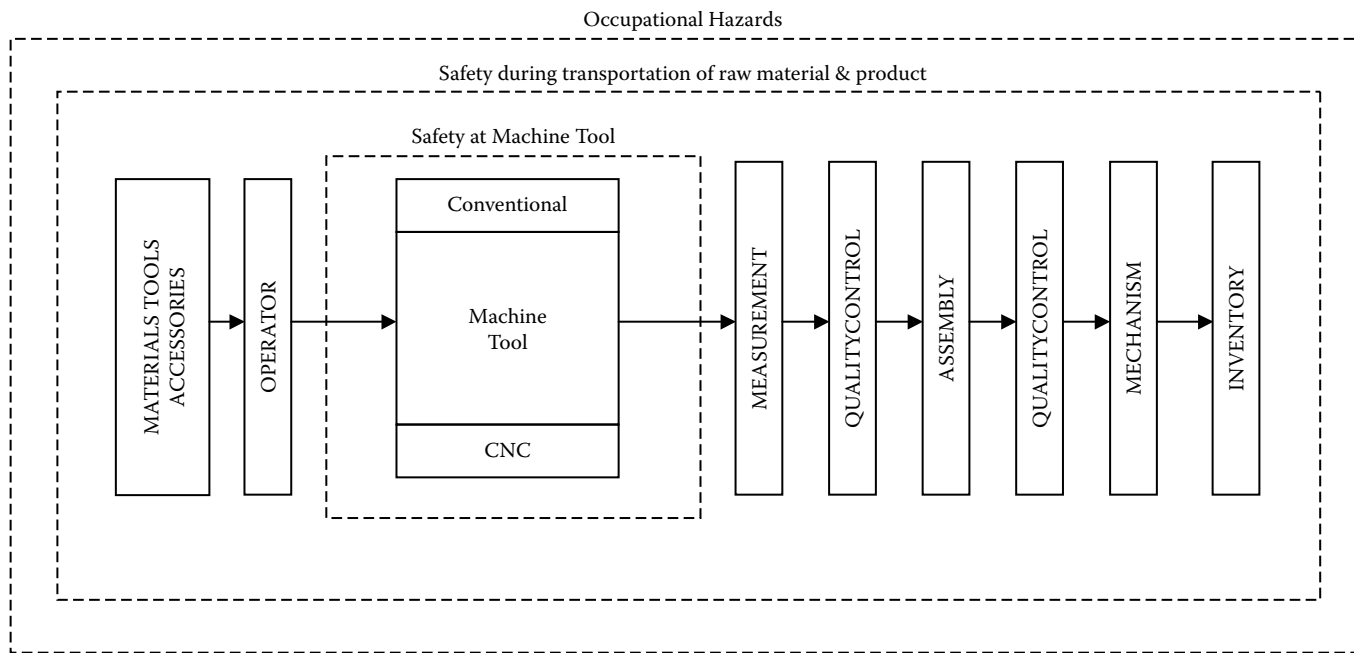 Occupational Hazards
Safety during transportation of raw material & product
Safety at Machine Tool
MATERIALS TOOLS
ACCESSORIES
OPERATOR
Conventional
Machine
Tool
CNC
MEASUREMENT
QUALITYCONTROL
ASSEMBLY
QUALITYCONTROL
MECHANISM
INVENTORY